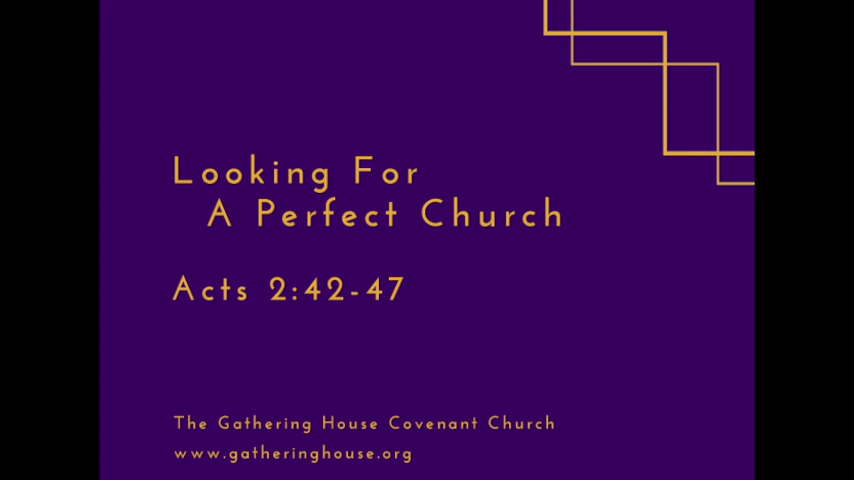 Looking For
A Perfect Church
Acts 2:42-47
The Gathering House Covenant Church
www.gatheringhouse.org